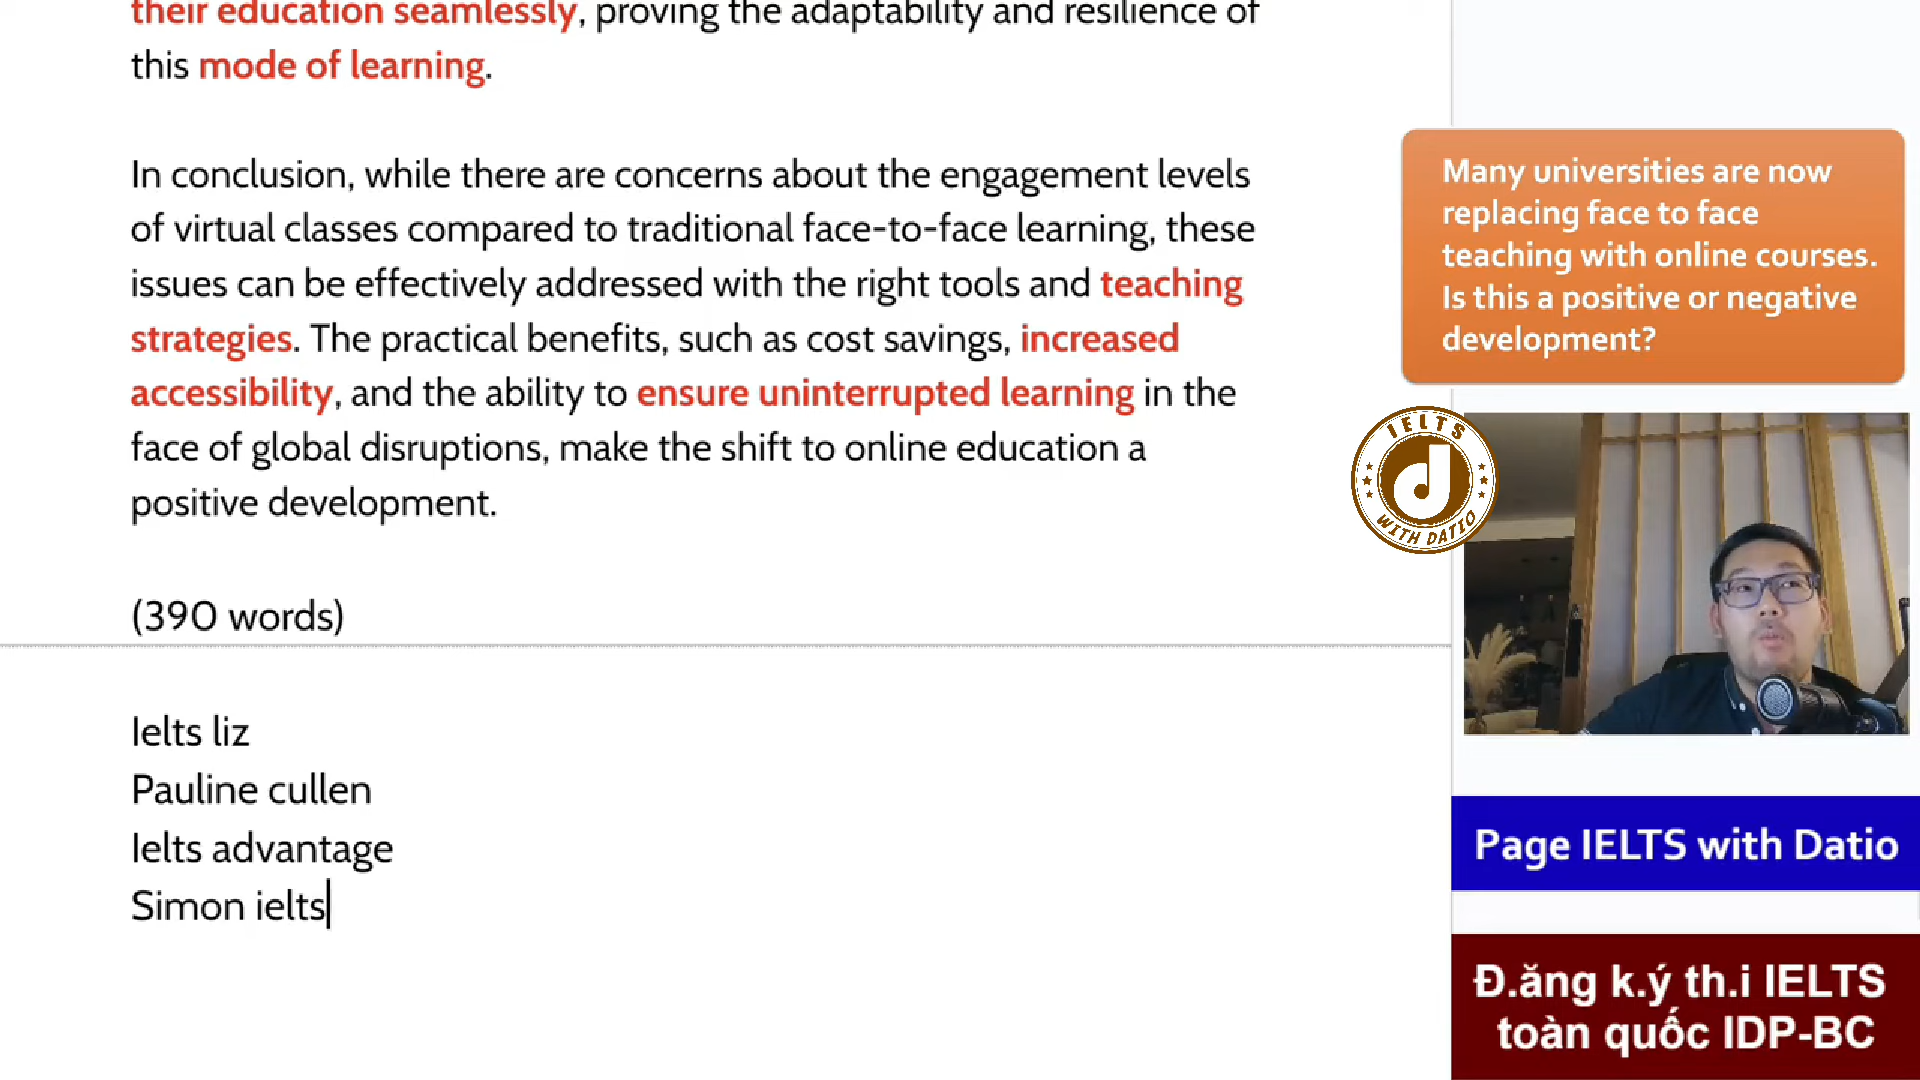 their education seamlessly, proving the adaptability and resilience of
this mode of learning.
In conclusion, while there are concerns about the engagement levels
of virtual classes compared to traditional face-to-face learning, these
issues can be effectively addressed with the right tools and teaching
strategies. The practical benefits, such as cost savings, increased
accessibility, and the ability to ensure uninterrupted learning in the
face of global disruptions, make the shift to online education a
positive development.
(390 words)
Ielts liz
Pauline cullen
Ielts advantage
Simon ielts
Many universities are now
replacing face to face
teaching with online courses.
Is this a positive or negative
development?
IELTS
WITH DATIO
Page IELTS with Datio
Đ.ăng k.ý th.i IELTS
toàn quốc IDP-BC